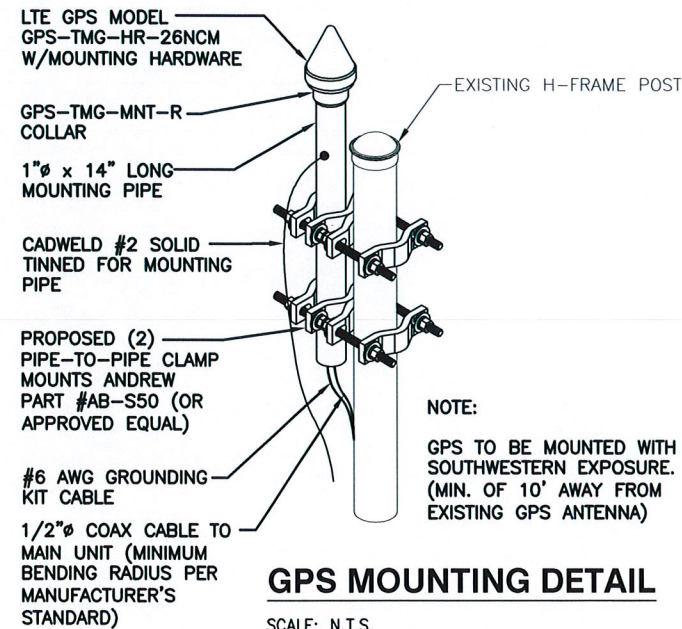 LTE GPS MODEL
GPS-TMG-HR-26NCM
W/MOUNTING HARDWARE
GPS-TMG-MNT-R
COLLAR
1"ø x 14" LONG
MOUNTING PIPE
CADWELD #2 SOLID
TINNED FOR MOUNTING
PIPE
PROPOSED (2)
PIPE-TO-PIPE CLAMP
MOUNTS ANDREW
PART #AB-S50 (OR
APPROVED EQUAL)
#6 AWG GROUNDING
KIT CABLE
1/2"ø COAX CABLE TO
MAIN UNIT (MINIMUM
BENDING RADIUS PER
MANUFACTURER'S
STANDARD)
EXISTING H-FRAME POST
NOTE:
GPS TO BE MOUNTED WITH
SOUTHWESTERN EXPOSURE.
(MIN. OF 10' AWAY FROM
EXISTING GPS ANTENNA)
GPS MOUNTING DETAIL
SCALE: N.T.S.